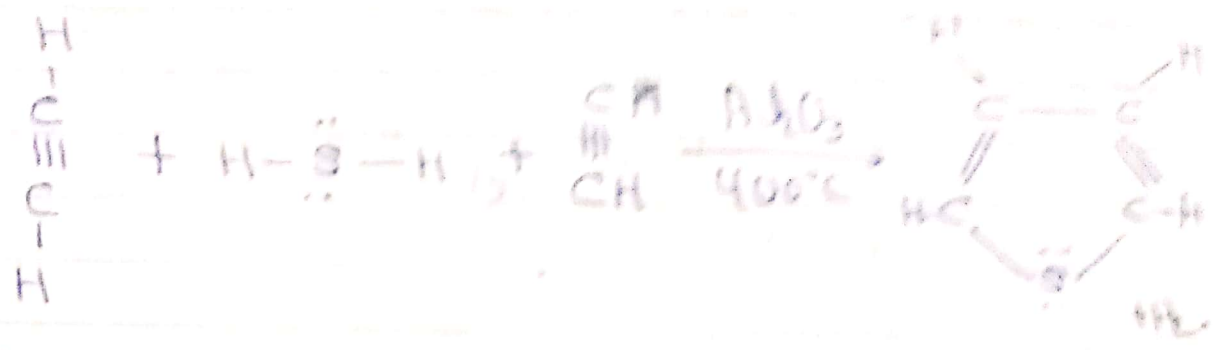 H
C
≡
C
H
+ H-S̈-H + CH
≡
CH
Al₂O₃
400°C
H
C C H
HC C-H
S̈
+H₂